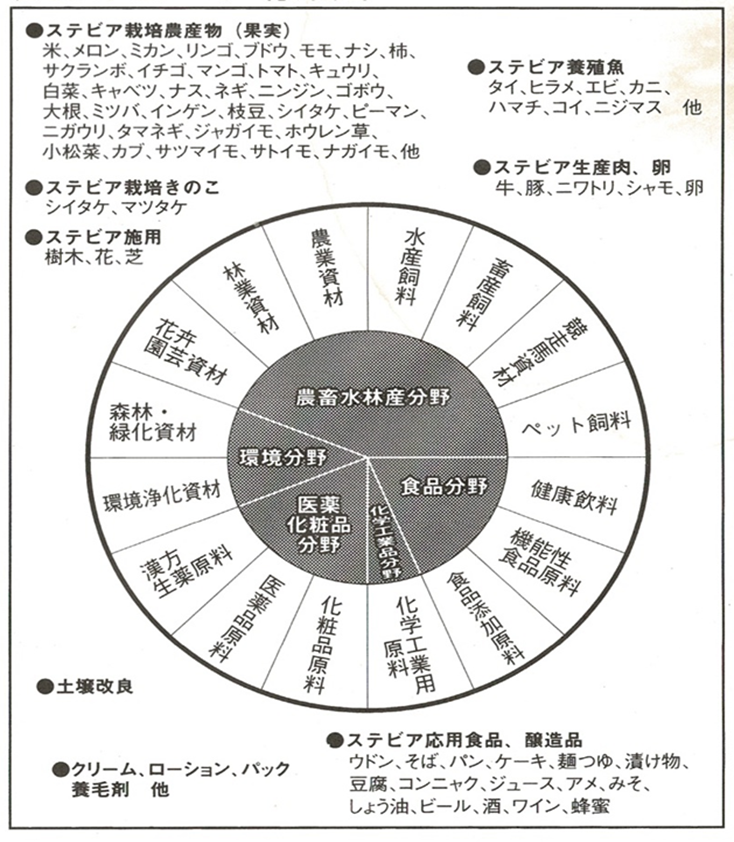 ●ステビア栽培農産物（果実）
米、メロン、ミカン、リンゴ、ブドウ、モモ、ナシ、柿、
サクランボ、イチゴ、マンゴ、トマト、キュウリ、
白菜、キャベツ、ナス、ネギ、ニンジン、ゴボウ、
大根、ミツバ、インゲン、枝豆、シイタケ、ピーマン、
ニガウリ、タマネギ、ジャガイモ、ホウレン草、
小松菜、カブ、サツマイモ、サトイモ、ナガイモ、他
●ステビア養殖魚
タイ、ヒラメ、エビ、カニ、
ハマチ、コイ、ニジマス　他
●ステビア生産肉、卵
牛、豚、ニワトリ、シャモ、卵
●ステビア栽培きのこ
シイタケ、マツタケ
●ステビア施用
樹木、花、芝
農業資材
水産飼料
畜産飼料
競走馬資材
ペット飼料
健康飲料
機能性
食品原料
食品添加原料
化学工業用
原料
化粧品原料
医薬品原料
漢方
生薬原料
環境浄化資材
森林・
緑化資材
花卉
園芸資材
林業資材
農畜水林産分野
環境分野
食品分野
医薬
化粧品
分野
化学工業品分野
●土壌改良
●クリーム、ローション、パック
養毛剤　他
●ステビア応用食品、醸造品
ウドン、そば、パン、ケーキ、麺つゆ、漬け物、
豆腐、コンニャク、ジュース、アメ、みそ、
しょう油、ビール、酒、ワイン、蜂蜜